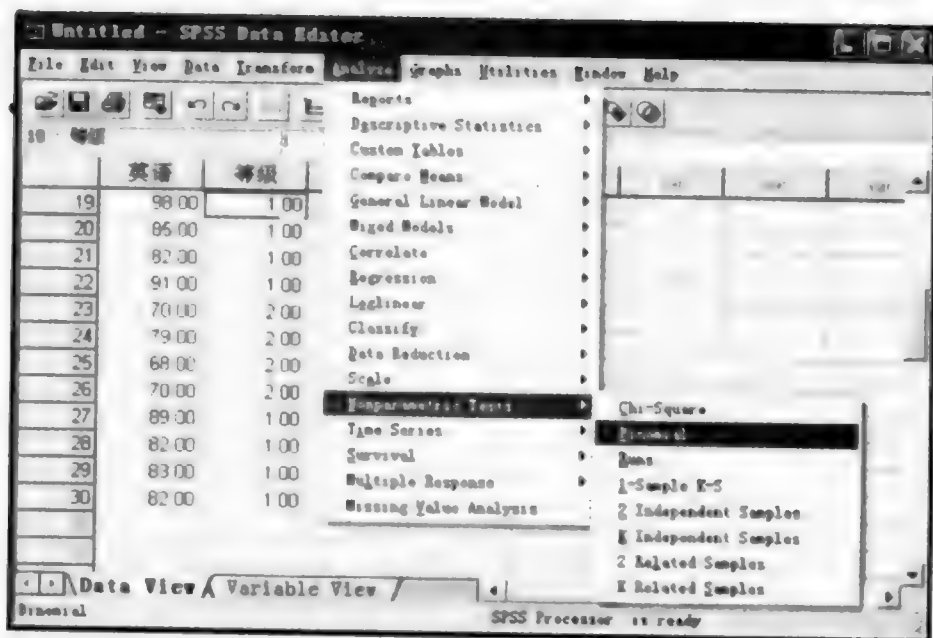 Untitled - SPSS Data Editor
File Edit View Data Transform Analyze Graphs Utilities Window Help
英语 等级
19 98.00 1.00
20 85.00 1.00
21 82.00 1.00
22 91.00 1.00
23 70.00 2.00
24 79.00 2.00
25 68.00 2.00
26 70.00 2.00
27 89.00 1.00
28 82.00 1.00
29 83.00 1.00
30 82.00 1.00
Reports
Descriptive Statistics
Custom Tables
Compare Means
General Linear Model
Mixed Models
Correlate
Regression
Loglinear
Classify
Data Reduction
Scale
Nonparametric Tests
Time Series
Survival
Multiple Response
Missing Value Analysis
Chi-Square
Binomial
Runs
1-Sample K-S
2 Independent Samples
K Independent Samples
2 Related Samples
K Related Samples
Data View Variable View
Binomial
SPSS Processor is ready